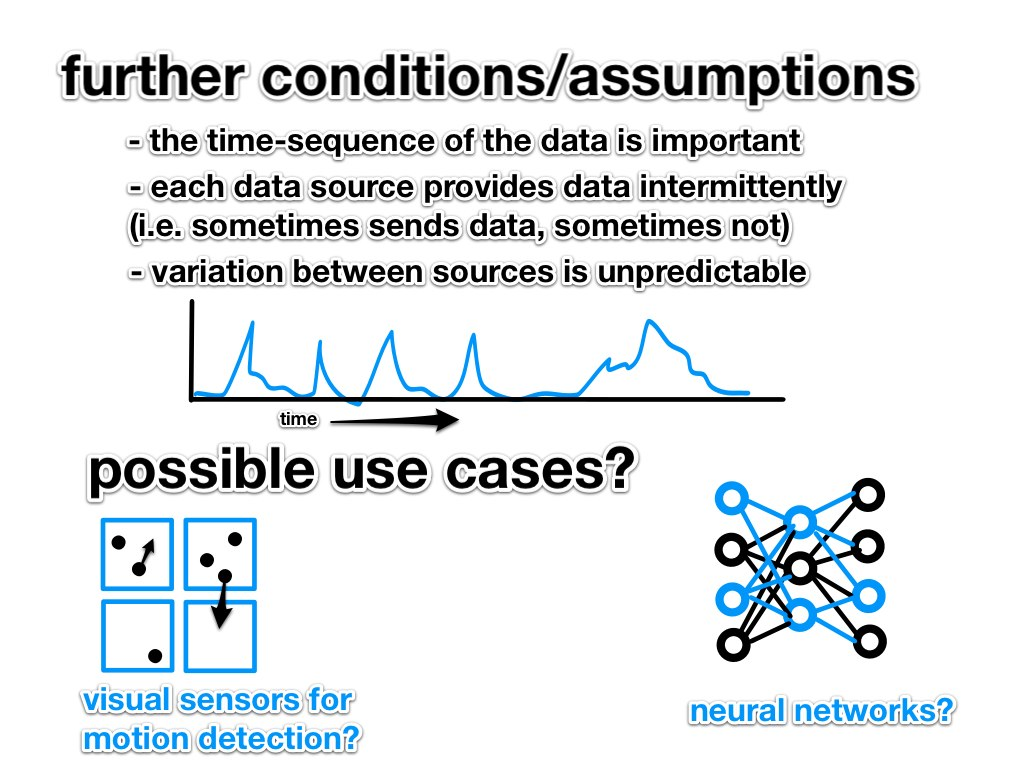 further conditions/assumptions
- the time-sequence of the data is important
- each data source provides data intermittently
(i.e. sometimes sends data, sometimes not)
- variation between sources is unpredictable
time
possible use cases?
visual sensors for
motion detection?
neural networks?